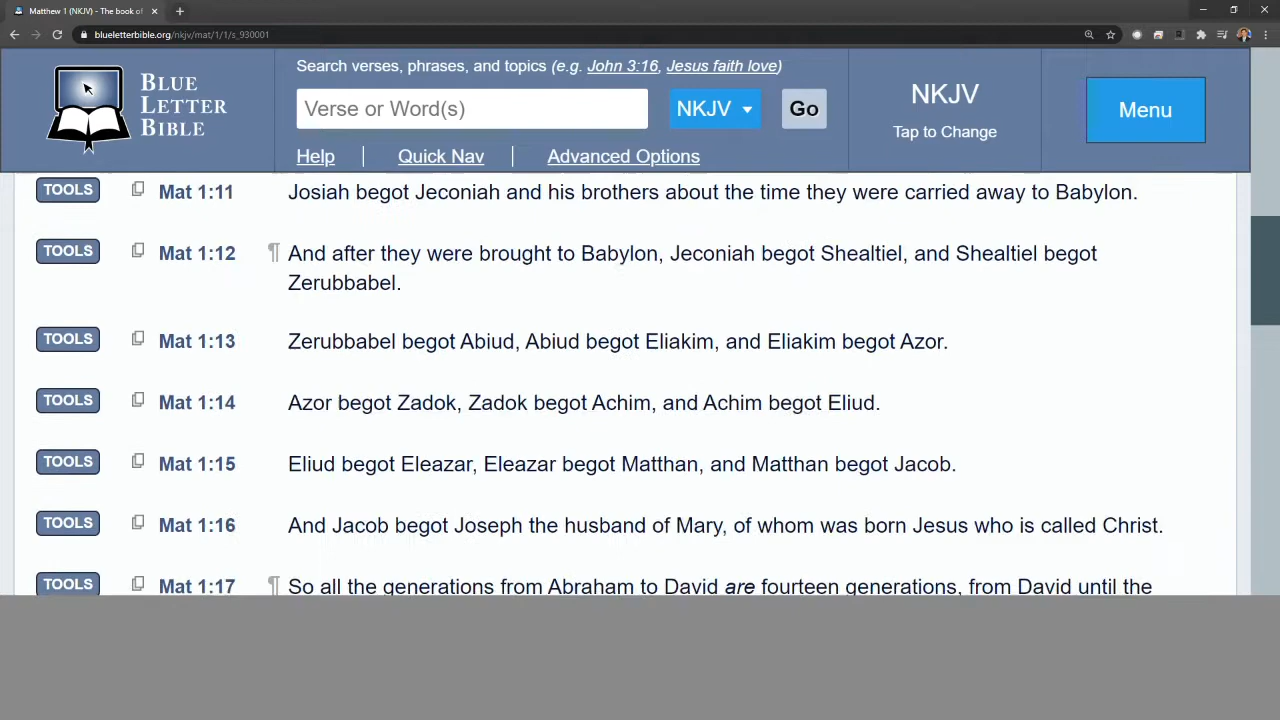 Matthew 1 (NKJV) - The book of
blueletterbible.org/nkjv/mat/1/1/s_930001
BLUE
LETTER
BIBLE
Search verses, phrases, and topics (e.g. John 3:16, Jesus faith love)
Verse or Word(s) NKJV Go
Help Quick Nav Advanced Options
NKJV
Tap to Change
Menu
TOOLS Mat 1:11 Josiah begot Jeconiah and his brothers about the time they were carried away to Babylon.
TOOLS Mat 1:12 ¶ And after they were brought to Babylon, Jeconiah begot Shealtiel, and Shealtiel begot
Zerubbabel.
TOOLS Mat 1:13 Zerubbabel begot Abiud, Abiud begot Eliakim, and Eliakim begot Azor.
TOOLS Mat 1:14 Azor begot Zadok, Zadok begot Achim, and Achim begot Eliud.
TOOLS Mat 1:15 Eliud begot Eleazar, Eleazar begot Matthan, and Matthan begot Jacob.
TOOLS Mat 1:16 And Jacob begot Joseph the husband of Mary, of whom was born Jesus who is called Christ.
TOOLS Mat 1:17 ¶ So all the generations from Abraham to David are fourteen generations, from David until the